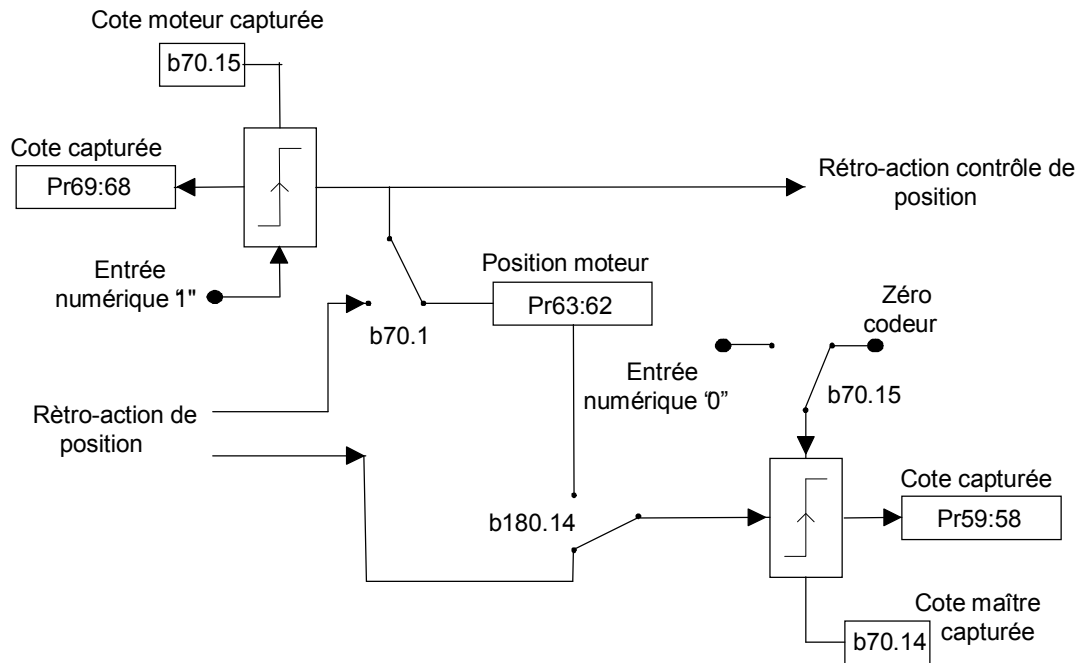 Cote moteur capturée
b70.15
Cote capturée
Pr69:68
Rétro-action contrôle de
position
Entrée
numérique “1"
Position moteur
Pr63:62
b70.1
Zéro
codeur
Entrée
numérique “0”
b70.15
Rètro-action de
position
b180.14
Cote capturée
Pr59:58
Cote maître
capturée
b70.14